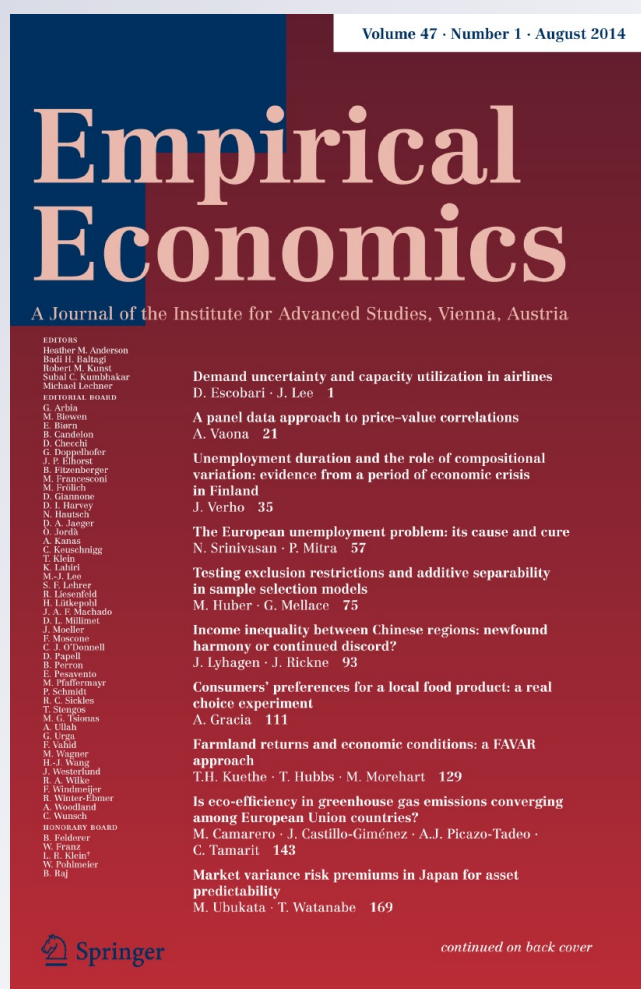 Volume 47 · Number 1 · August 2014
Empirical
Economics
A Journal of the Institute for Advanced Studies, Vienna, Austria
EDITORS
Heather M. Anderson
Badi H. Baltagi
Robert M. Kunst
Subal C. Kumbhakar
Michael Lechner
EDITORIAL BOARD
G. Arbia
M. Biewen
E. Biørn
B. Candelon
D. Checchi
G. Doppelhofer
J. P. Elhorst
B. Fitzenberger
M. Francesconi
M. Frölich
D. Giannone
D. I. Harvey
N. Hautsch
D. A. Jaeger
O. Jordà
A. Kanas
C. Keuschnigg
T. Klein
K. Lahiri
M.-J. Lee
S. F. Lehrer
R. Liesenfeld
H. Lütkepohl
J. A. F. Machado
D. L. Millimet
J. Moeller
F. Moscone
C. J. O'Donnell
D. Papell
B. Perron
E. Pesavento
M. Pfaffermayr
P. Schmidt
R. C. Sickles
T. Stengos
M. G. Tsionas
A. Ullah
G. Urga
F. Vahid
M. Wagner
H.-J. Wang
J. Westerlund
R. A. Wilke
F. Windmeijer
R. Winter-Ebmer
A. Woodland
C. Wunsch
HONORARY BOARD
B. Felderer
W. Franz
L. R. Klein†
W. Pohlmeier
B. Raj
Demand uncertainty and capacity utilization in airlines
D. Escobari · J. Lee 1
A panel data approach to price–value correlations
A. Vaona 21
Unemployment duration and the role of compositional
variation: evidence from a period of economic crisis
in Finland
J. Verho 35
The European unemployment problem: its cause and cure
N. Srinivasan · P. Mitra 57
Testing exclusion restrictions and additive separability
in sample selection models
M. Huber · G. Mellace 75
Income inequality between Chinese regions: newfound
harmony or continued discord?
J. Lyhagen · J. Rickne 93
Consumers' preferences for a local food product: a real
choice experiment
A. Gracia 111
Farmland returns and economic conditions: a FAVAR
approach
T.H. Kuethe · T. Hubbs · M. Morehart 129
Is eco-efficiency in greenhouse gas emissions converging
among European Union countries?
M. Camarero · J. Castillo-Giménez · A.J. Picazo-Tadeo ·
C. Tamarit 143
Market variance risk premiums in Japan for asset
predictability
M. Ubukata · T. Watanabe 169
Springer
continued on back cover